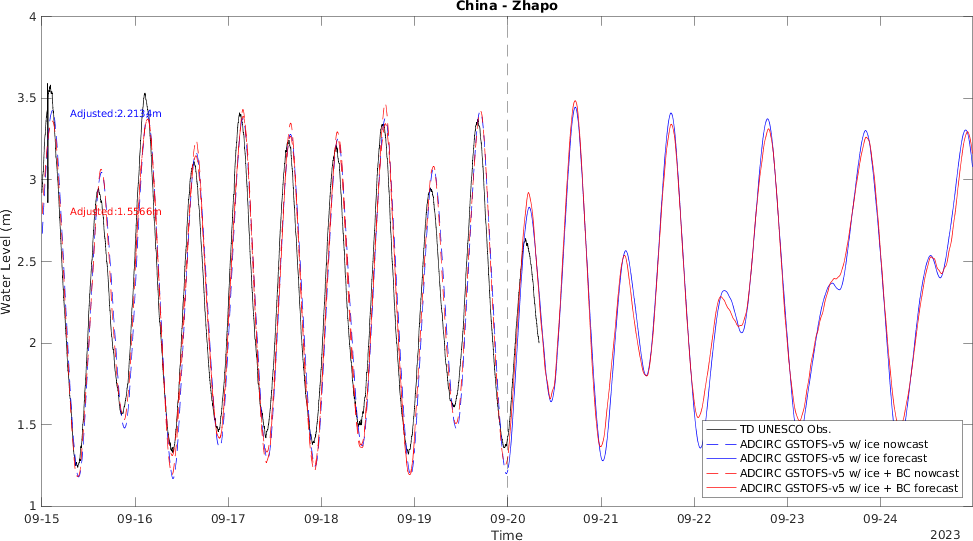 China - Zhapo
4
3.5
3
2.5
2
1.5
1
Water Level (m)
Adjusted:2.2134m
Adjusted:1.5566m
TD UNESCO Obs.
ADCIRC GSTOFS-v5 w/ ice nowcast
ADCIRC GSTOFS-v5 w/ ice forecast
ADCIRC GSTOFS-v5 w/ ice + BC nowcast
ADCIRC GSTOFS-v5 w/ ice + BC forecast
09-15 09-16 09-17 09-18 09-19 09-20 09-21 09-22 09-23 09-24
Time
2023